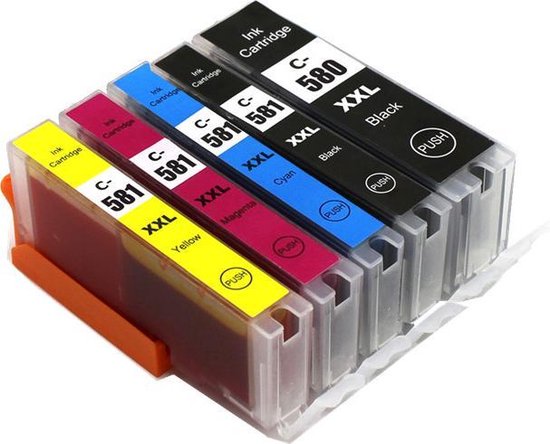 Ink
Cartridge
C-
581
XXL
Yellow
PUSH
Ink
Cartridge
C-
581
XXL
Magenta
PUSH
Ink
Cartridge
C-
581
XXL
Cyan
PUSH
Ink
Cartridge
C-
581
XXL
Black
PUSH
Ink
Cartridge
C-
580
XXL
Black
PUSH